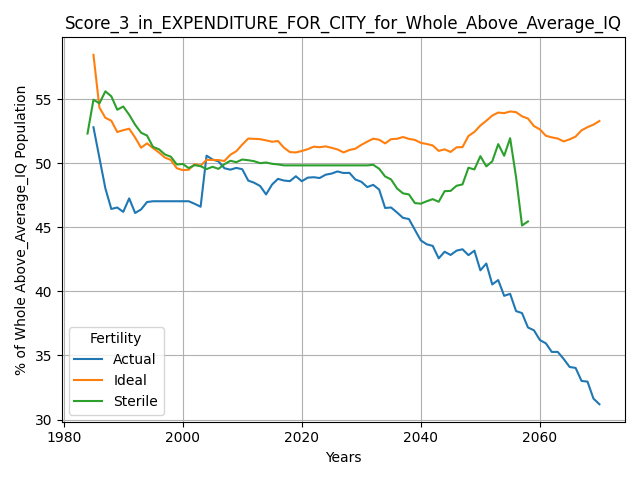 Score_3_in_EXPENDITURE_FOR_CITY_for_Whole_Above_Average_IQ
% of Whole Above_Average_IQ Population
55
50
45
40
35
30
Fertility
Actual
Ideal
Sterile
1980
2000
2020
2040
2060
Years